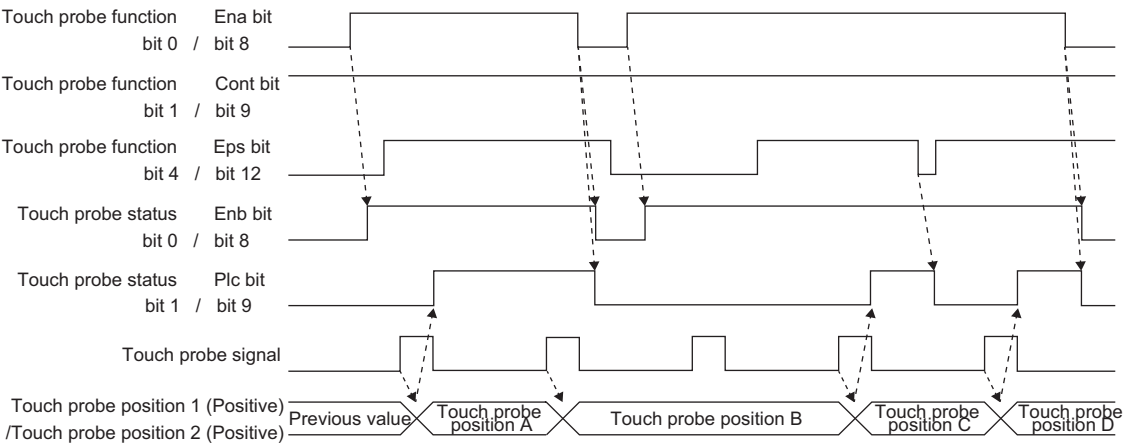 Touch probe function Ena bit
bit 0 / bit 8
Touch probe function Cont bit
bit 1 / bit 9
Touch probe function Eps bit
bit 4 / bit 12
Touch probe status Enb bit
bit 0 / bit 8
Touch probe status Plc bit
bit 1 / bit 9
Touch probe signal
Touch probe position 1 (Positive)
/Touch probe position 2 (Positive)
Previous value
Touch probe
position A
Touch probe position B
Touch probe
position C
Touch probe
position D